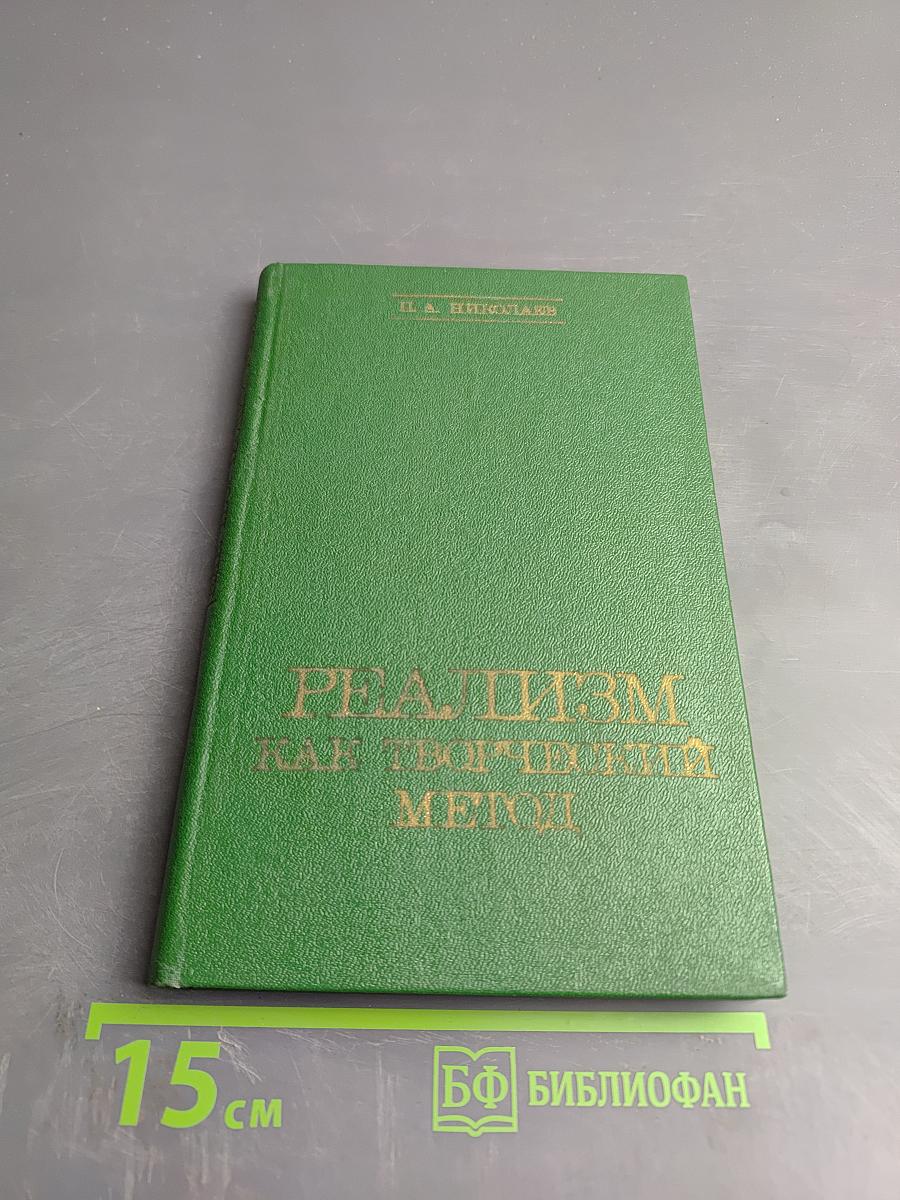 П. А. НИКОЛАЕВ
РЕАЛИЗМ
КАК ТВОРЧЕСКИЙ
МЕТОД
15 см
БФ БИБЛИОФАН